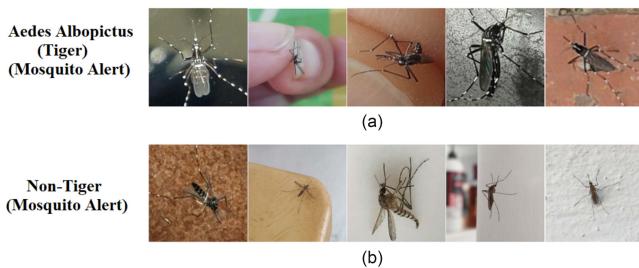 Aedes Albopictus
(Tiger)
(Mosquito Alert)
(a)
Non-Tiger
(Mosquito Alert)
(b)